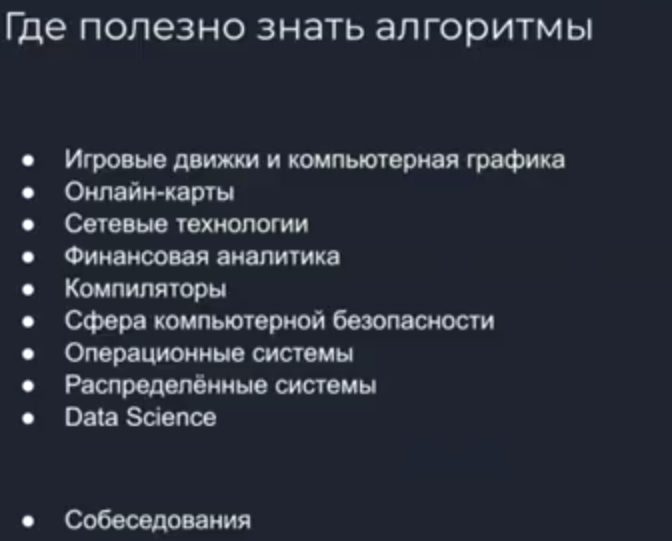 Где полезно знать алгоритмы
● Игровые движки и компьютерная графика
● Онлайн-карты
● Сетевые технологии
● Финансовая аналитика
● Компиляторы
● Сфера компьютерной безопасности
● Операционные системы
● Распределённые системы
● Data Science
● Собеседования